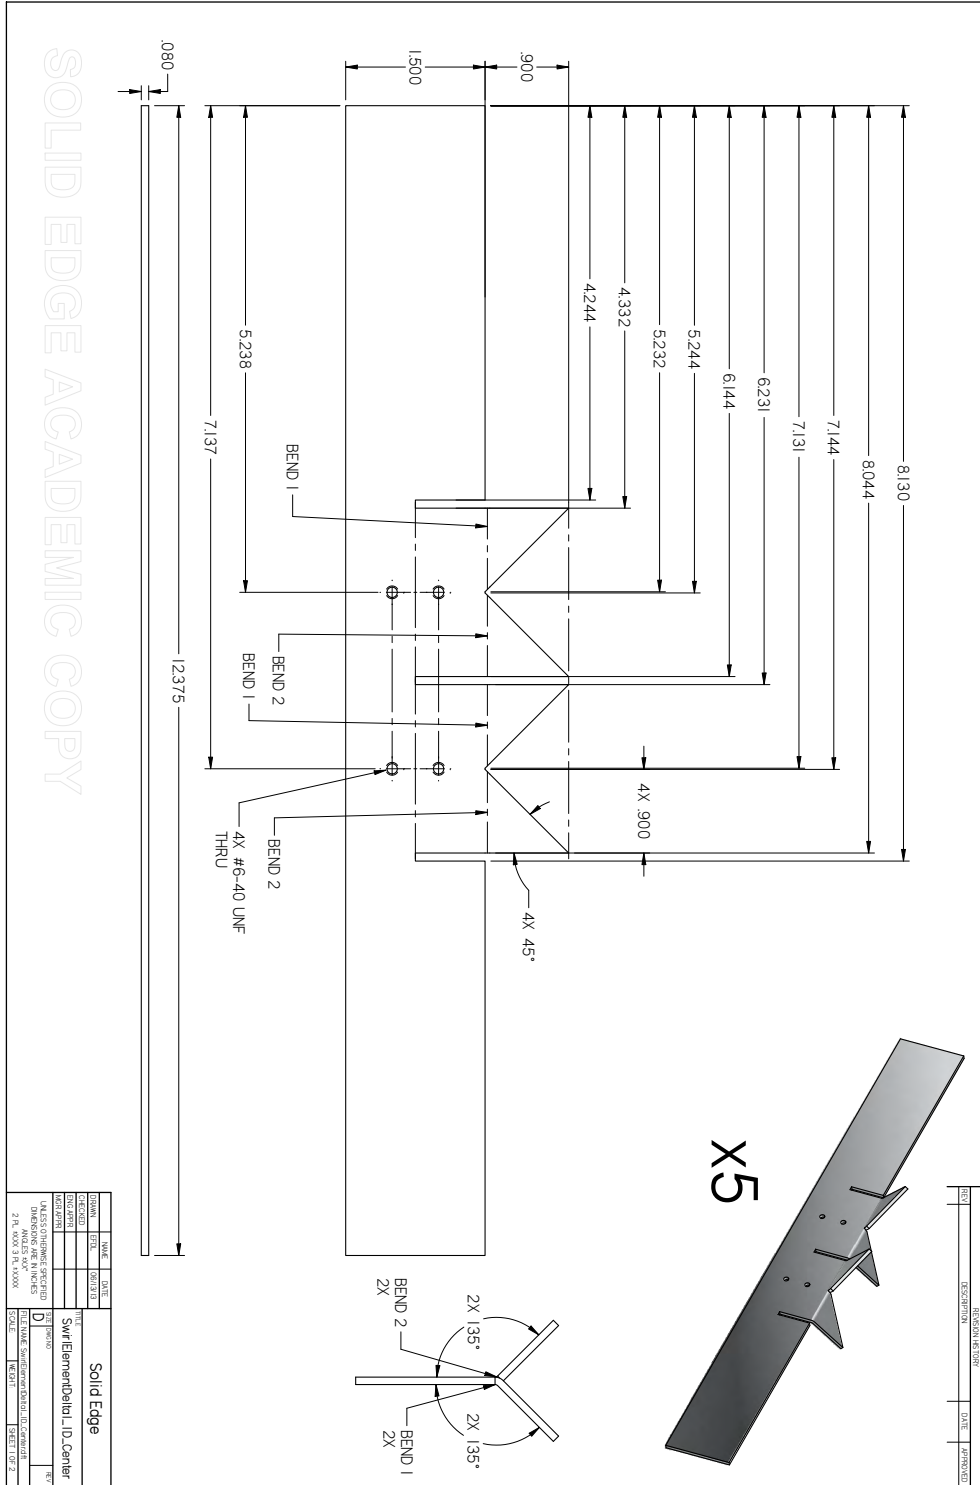 8.130
8.044
7.144
7.131
6.231
6.144
5.244
5.232
4.332
4.244
.900
1.500
.080
5.238
7.137
12.375
BEND 1
BEND 2
BEND 1
BEND 2
4X #6-40 UNF
THRU
4X .900
4X 45°
X5
2X 135°
2X 135°
BEND 2
2X
BEND 1
2X
SOLID EDGE ACADEMIC COPY
REVISION HISTORY
REV
DESCRIPTION
DATE
APPROVED
NAME
DATE
DRAWN
EFDL
06/13/13
CHECKED
ENG APPR
MGR APPR
UNLESS OTHERWISE SPECIFIED
DIMENSIONS ARE IN INCHES
ANGLES ±X.X°
2 PL ±X.XX 3 PL ±X.XXX
Solid Edge
TITLE
SwirlElementDelta1_ID_Center
SIZE
D
DWG NO
REV
FILE NAME: SwirlElementDelta1_ID_Center.dft
SCALE:
WEIGHT:
SHEET 1 OF 2